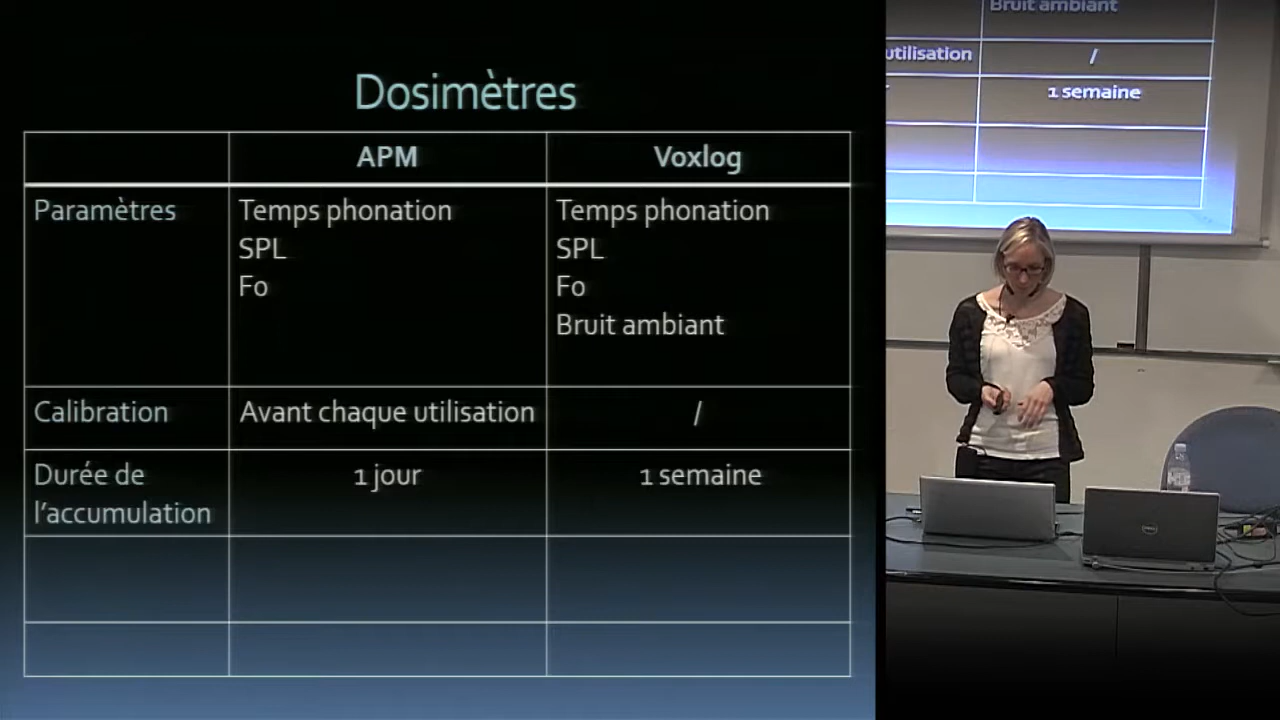 Dosimètres
APM Voxlog
Paramètres Temps phonation Temps phonation
SPL SPL
Fo Fo
Bruit ambiant
Calibration Avant chaque utilisation /
Durée de 1 jour 1 semaine
l'accumulation
Bruit ambiant
utilisation /
1 semaine
DELL